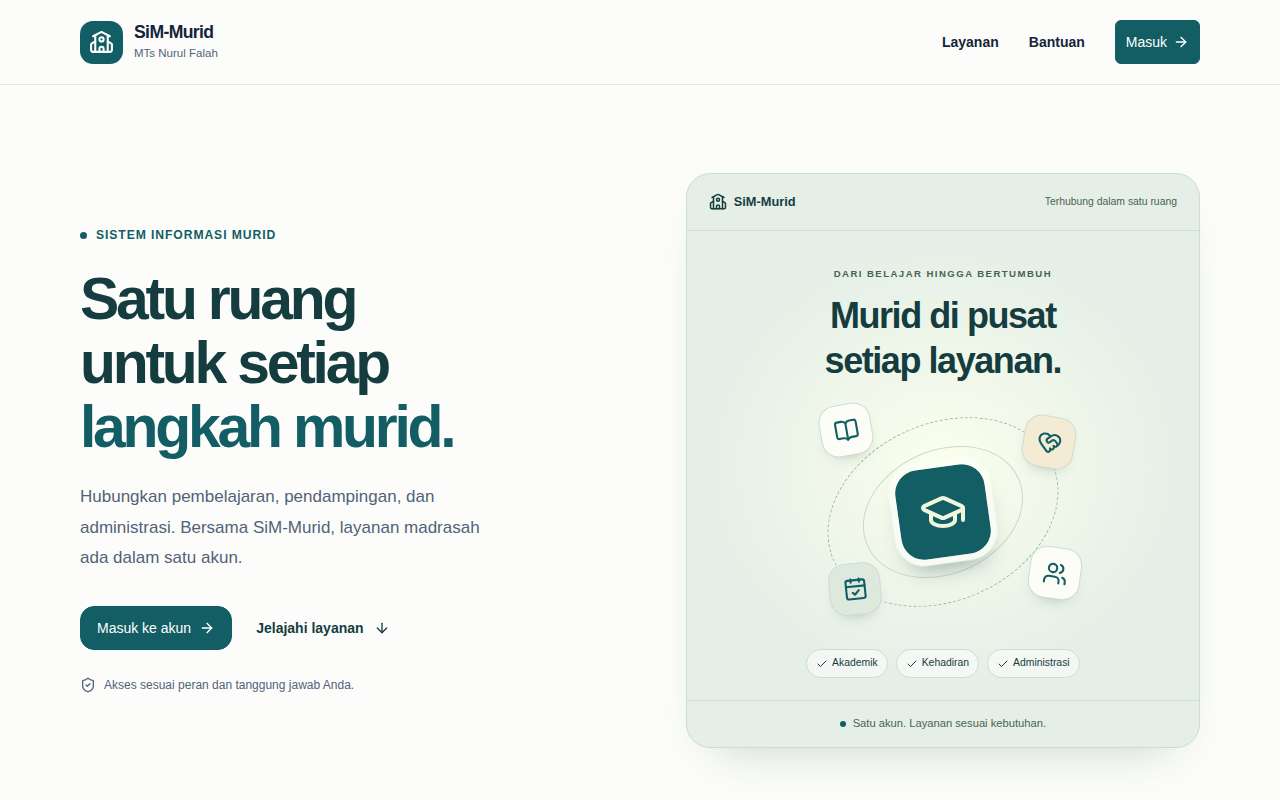 SiM-Murid
MTs Nurul Falah
Layanan
Bantuan
Masuk
SISTEM INFORMASI MURID
Satu ruang
untuk setiap
langkah murid.
Hubungkan pembelajaran, pendampingan, dan
administrasi. Bersama SiM-Murid, layanan madrasah
ada dalam satu akun.
Masuk ke akun
Jelajahi layanan
Akses sesuai peran dan tanggung jawab Anda.
SiM-Murid
Terhubung dalam satu ruang
DARI BELAJAR HINGGA BERTUMBUH
Murid di pusat
setiap layanan.
Akademik
Kehadiran
Administrasi
Satu akun. Layanan sesuai kebutuhan.